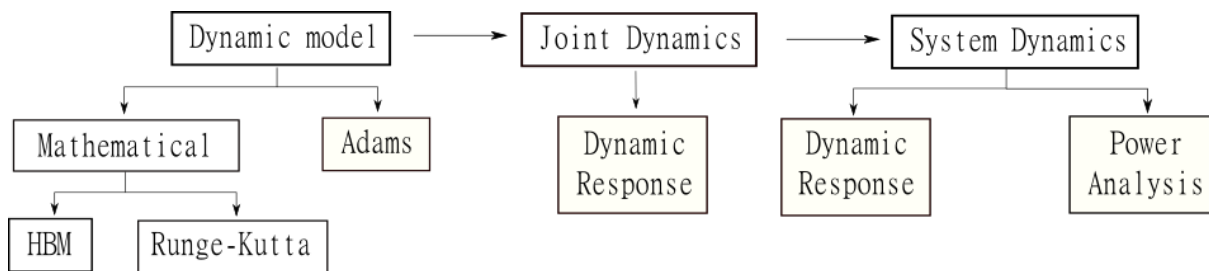 Dynamic model
Joint Dynamics
System Dynamics
Mathematical
Adams
Dynamic
Response
Dynamic
Response
Power
Analysis
HBM
Runge-Kutta